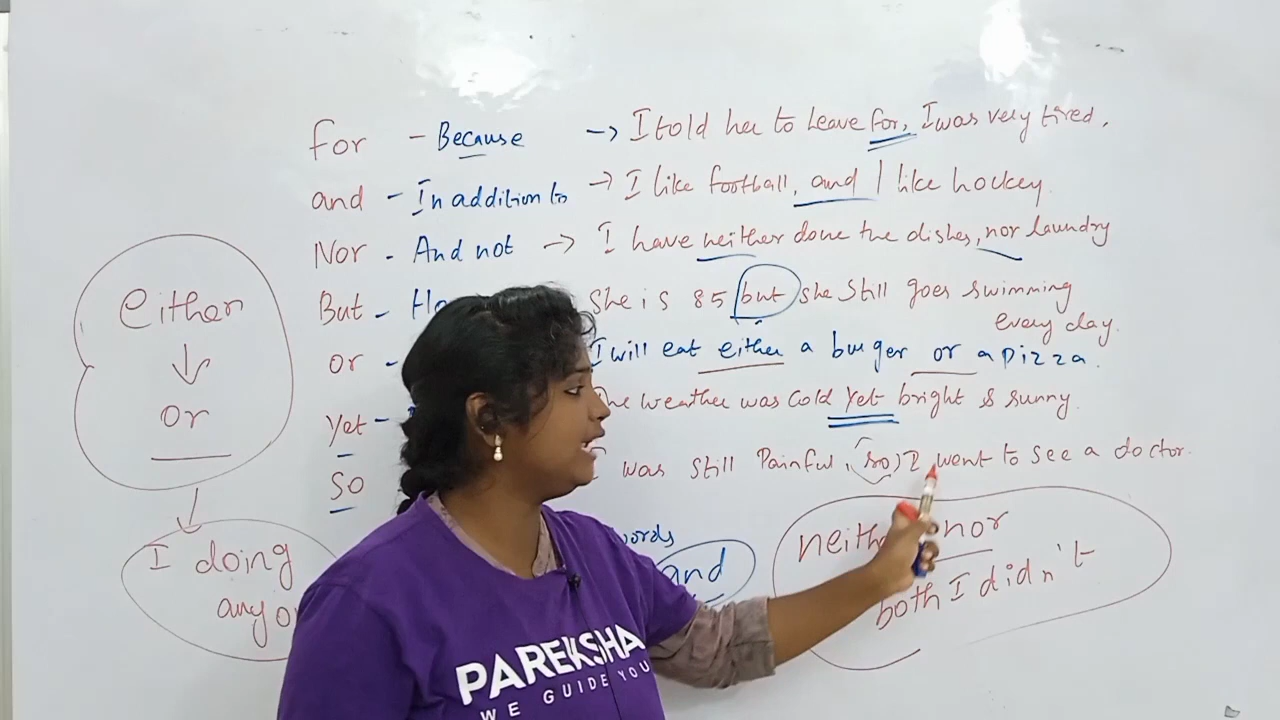 for - Because -> I told her to leave for, I was very tired.
and - In addition to -> I like football, and I like hockey.
Nor - And not -> I have neither done the dishes, nor laundry
But - She is 85 but she still goes swimming
every day.
or - I will eat either a burger or a pizza.
Yet - weather was cold yet bright & sunny.
So was still Painful, (so) I went to see a doctor.
either
or
I doing
any
words
and
nor
both I didn't
PAREKSHA
WE GUIDE YOU